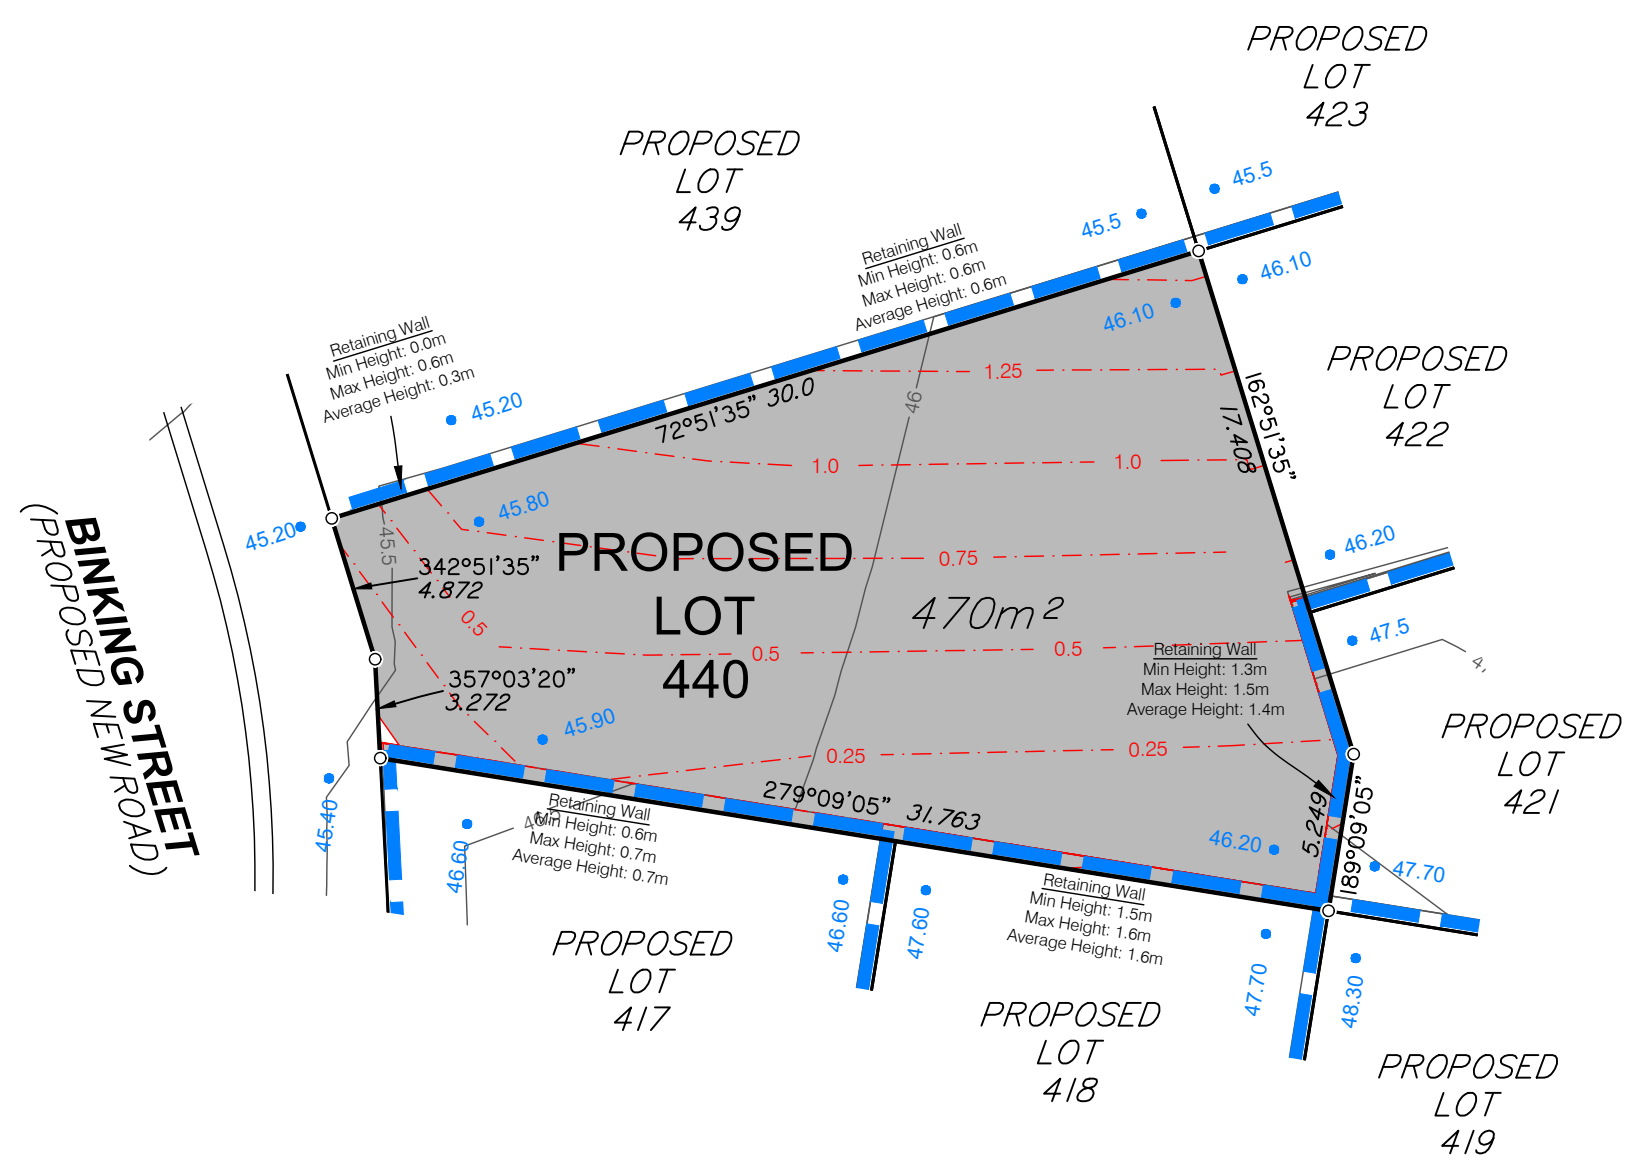 PROPOSED
LOT
423
PROPOSED
LOT
439
45.5
45.5
46.10
46.10
Retaining Wall
Min Height: 0.6m
Max Height: 0.6m
Average Height: 0.6m
Retaining Wall
Min Height: 0.0m
Max Height: 0.6m
Average Height: 0.3m
45.20
72°51'35" 30.0
46
1.25
162°51'35"
17.408
PROPOSED
LOT
422
1.0
1.0
45.80
45.20
45.5
342°51'35"
4.872
PROPOSED
LOT
440
0.75
470m²
46.20
47.5
0.5
0.5
0.5
Retaining Wall
Min Height: 1.3m
Max Height: 1.5m
Average Height: 1.4m
357°03'20"
3.272
45.90
BINKING STREET
(PROPOSED NEW ROAD)
0.25
0.25
PROPOSED
LOT
421
279°09'05" 31.763
5.249
189°09'05"
45.40
46.60
Retaining Wall
Min Height: 0.6m
Max Height: 0.7m
Average Height: 0.7m
46.20
47.70
46.60
47.60
Retaining Wall
Min Height: 1.5m
Max Height: 1.6m
Average Height: 1.6m
47.70
48.30
PROPOSED
LOT
417
PROPOSED
LOT
418
PROPOSED
LOT
419